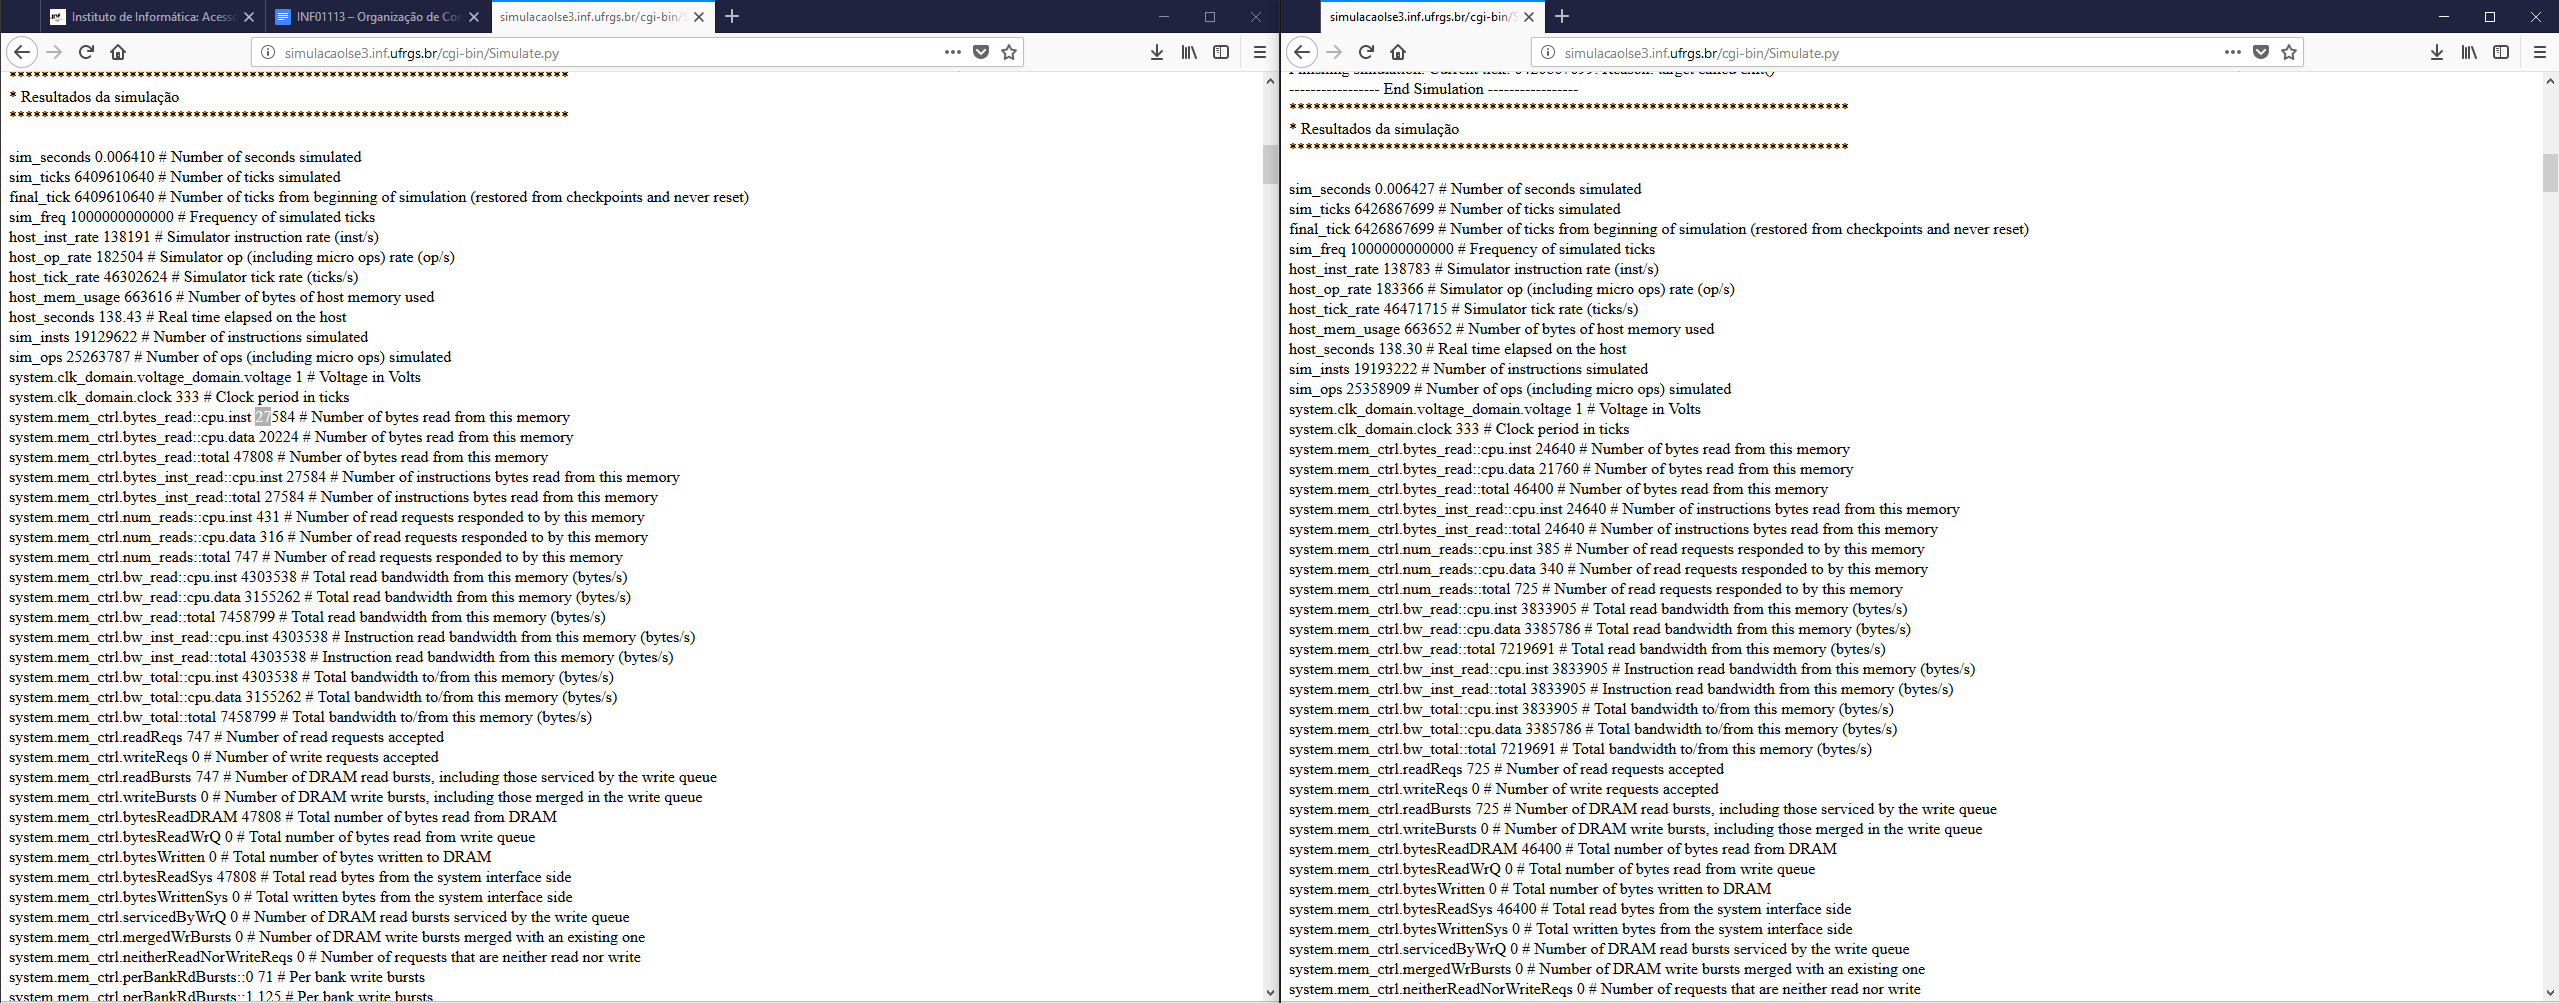 Instituto de Informática: Acess
INF01113 – Organização de Co
simulacaolse3.inf.ufrgs.br/cgi-bin/S
simulacaolse3.inf.ufrgs.br/cgi-bin/Simulate.py
**********************************************************************
* Resultados da simulação
**********************************************************************
sim_seconds 0.006410 # Number of seconds simulated
sim_ticks 6409610640 # Number of ticks simulated
final_tick 6409610640 # Number of ticks from beginning of simulation (restored from checkpoints and never reset)
sim_freq 1000000000000 # Frequency of simulated ticks
host_inst_rate 138191 # Simulator instruction rate (inst/s)
host_op_rate 182504 # Simulator op (including micro ops) rate (op/s)
host_tick_rate 46302624 # Simulator tick rate (ticks/s)
host_mem_usage 663616 # Number of bytes of host memory used
host_seconds 138.43 # Real time elapsed on the host
sim_insts 19129622 # Number of instructions simulated
sim_ops 25263787 # Number of ops (including micro ops) simulated
system.clk_domain.voltage_domain.voltage 1 # Voltage in Volts
system.clk_domain.clock 333 # Clock period in ticks
system.mem_ctrl.bytes_read::cpu.inst 27584 # Number of bytes read from this memory
system.mem_ctrl.bytes_read::cpu.data 20224 # Number of bytes read from this memory
system.mem_ctrl.bytes_read::total 47808 # Number of bytes read from this memory
system.mem_ctrl.bytes_inst_read::cpu.inst 27584 # Number of instructions bytes read from this memory
system.mem_ctrl.bytes_inst_read::total 27584 # Number of instructions bytes read from this memory
system.mem_ctrl.num_reads::cpu.inst 431 # Number of read requests responded to by this memory
system.mem_ctrl.num_reads::cpu.data 316 # Number of read requests responded to by this memory
system.mem_ctrl.num_reads::total 747 # Number of read requests responded to by this memory
system.mem_ctrl.bw_read::cpu.inst 4303538 # Total read bandwidth from this memory (bytes/s)
system.mem_ctrl.bw_read::cpu.data 3155262 # Total read bandwidth from this memory (bytes/s)
system.mem_ctrl.bw_read::total 7458799 # Total read bandwidth from this memory (bytes/s)
system.mem_ctrl.bw_inst_read::cpu.inst 4303538 # Instruction read bandwidth from this memory (bytes/s)
system.mem_ctrl.bw_inst_read::total 4303538 # Instruction read bandwidth from this memory (bytes/s)
system.mem_ctrl.bw_total::cpu.inst 4303538 # Total bandwidth to/from this memory (bytes/s)
system.mem_ctrl.bw_total::cpu.data 3155262 # Total bandwidth to/from this memory (bytes/s)
system.mem_ctrl.bw_total::total 7458799 # Total bandwidth to/from this memory (bytes/s)
system.mem_ctrl.readReqs 747 # Number of read requests accepted
system.mem_ctrl.writeReqs 0 # Number of write requests accepted
system.mem_ctrl.readBursts 747 # Number of DRAM read bursts, including those serviced by the write queue
system.mem_ctrl.writeBursts 0 # Number of DRAM write bursts, including those merged in the write queue
system.mem_ctrl.bytesReadDRAM 47808 # Total number of bytes read from DRAM
system.mem_ctrl.bytesReadWrQ 0 # Total number of bytes read from write queue
system.mem_ctrl.bytesWritten 0 # Total number of bytes written to DRAM
system.mem_ctrl.bytesReadSys 47808 # Total read bytes from the system interface side
system.mem_ctrl.bytesWrittenSys 0 # Total written bytes from the system interface side
system.mem_ctrl.servicedByWrQ 0 # Number of DRAM read bursts serviced by the write queue
system.mem_ctrl.mergedWrBursts 0 # Number of DRAM write bursts merged with an existing one
system.mem_ctrl.neitherReadNorWriteReqs 0 # Number of requests that are neither read nor write
system.mem_ctrl.perBankRdBursts::0 71 # Per bank write bursts
system.mem_ctrl.perBankRdBursts::1 125 # Per bank write bursts
simulacaolse3.inf.ufrgs.br/cgi-bin/S
simulacaolse3.inf.ufrgs.br/cgi-bin/Simulate.py
Finishing simulation. Current tick: 6426867699. Reason: target called exit()
----------------- End Simulation -----------------
**********************************************************************
* Resultados da simulação
**********************************************************************
sim_seconds 0.006427 # Number of seconds simulated
sim_ticks 6426867699 # Number of ticks simulated
final_tick 6426867699 # Number of ticks from beginning of simulation (restored from checkpoints and never reset)
sim_freq 1000000000000 # Frequency of simulated ticks
host_inst_rate 138783 # Simulator instruction rate (inst/s)
host_op_rate 183366 # Simulator op (including micro ops) rate (op/s)
host_tick_rate 46471715 # Simulator tick rate (ticks/s)
host_mem_usage 663652 # Number of bytes of host memory used
host_seconds 138.30 # Real time elapsed on the host
sim_insts 19193222 # Number of instructions simulated
sim_ops 25358909 # Number of ops (including micro ops) simulated
system.clk_domain.voltage_domain.voltage 1 # Voltage in Volts
system.clk_domain.clock 333 # Clock period in ticks
system.mem_ctrl.bytes_read::cpu.inst 24640 # Number of bytes read from this memory
system.mem_ctrl.bytes_read::cpu.data 21760 # Number of bytes read from this memory
system.mem_ctrl.bytes_read::total 46400 # Number of bytes read from this memory
system.mem_ctrl.bytes_inst_read::cpu.inst 24640 # Number of instructions bytes read from this memory
system.mem_ctrl.bytes_inst_read::total 24640 # Number of instructions bytes read from this memory
system.mem_ctrl.num_reads::cpu.inst 385 # Number of read requests responded to by this memory
system.mem_ctrl.num_reads::cpu.data 340 # Number of read requests responded to by this memory
system.mem_ctrl.num_reads::total 725 # Number of read requests responded to by this memory
system.mem_ctrl.bw_read::cpu.inst 3833905 # Total read bandwidth from this memory (bytes/s)
system.mem_ctrl.bw_read::cpu.data 3385786 # Total read bandwidth from this memory (bytes/s)
system.mem_ctrl.bw_read::total 7219691 # Total read bandwidth from this memory (bytes/s)
system.mem_ctrl.bw_inst_read::cpu.inst 3833905 # Instruction read bandwidth from this memory (bytes/s)
system.mem_ctrl.bw_inst_read::total 3833905 # Instruction read bandwidth from this memory (bytes/s)
system.mem_ctrl.bw_total::cpu.inst 3833905 # Total bandwidth to/from this memory (bytes/s)
system.mem_ctrl.bw_total::cpu.data 3385786 # Total bandwidth to/from this memory (bytes/s)
system.mem_ctrl.bw_total::total 7219691 # Total bandwidth to/from this memory (bytes/s)
system.mem_ctrl.readReqs 725 # Number of read requests accepted
system.mem_ctrl.writeReqs 0 # Number of write requests accepted
system.mem_ctrl.readBursts 725 # Number of DRAM read bursts, including those serviced by the write queue
system.mem_ctrl.writeBursts 0 # Number of DRAM write bursts, including those merged in the write queue
system.mem_ctrl.bytesReadDRAM 46400 # Total number of bytes read from DRAM
system.mem_ctrl.bytesReadWrQ 0 # Total number of bytes read from write queue
system.mem_ctrl.bytesWritten 0 # Total number of bytes written to DRAM
system.mem_ctrl.bytesReadSys 46400 # Total read bytes from the system interface side
system.mem_ctrl.bytesWrittenSys 0 # Total written bytes from the system interface side
system.mem_ctrl.servicedByWrQ 0 # Number of DRAM read bursts serviced by the write queue
system.mem_ctrl.mergedWrBursts 0 # Number of DRAM write bursts merged with an existing one
system.mem_ctrl.neitherReadNorWriteReqs 0 # Number of requests that are neither read nor write